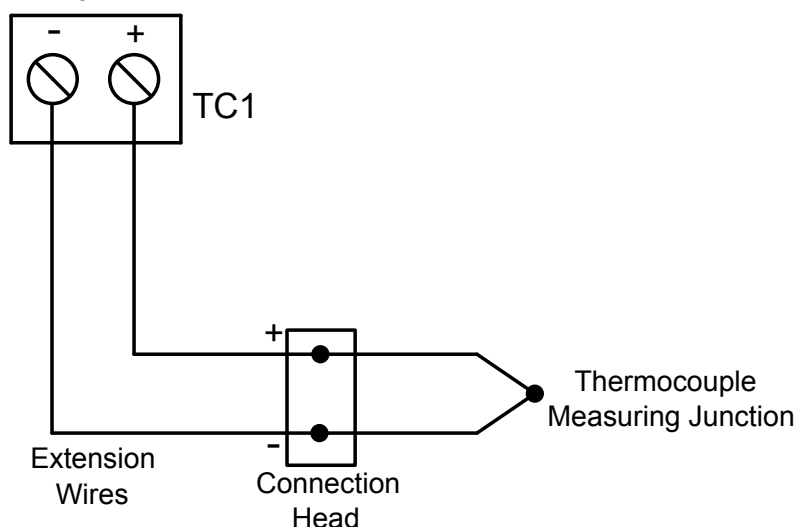 - +
TC1
+
Thermocouple
Measuring Junction
-
Extension
Wires
Connection
Head